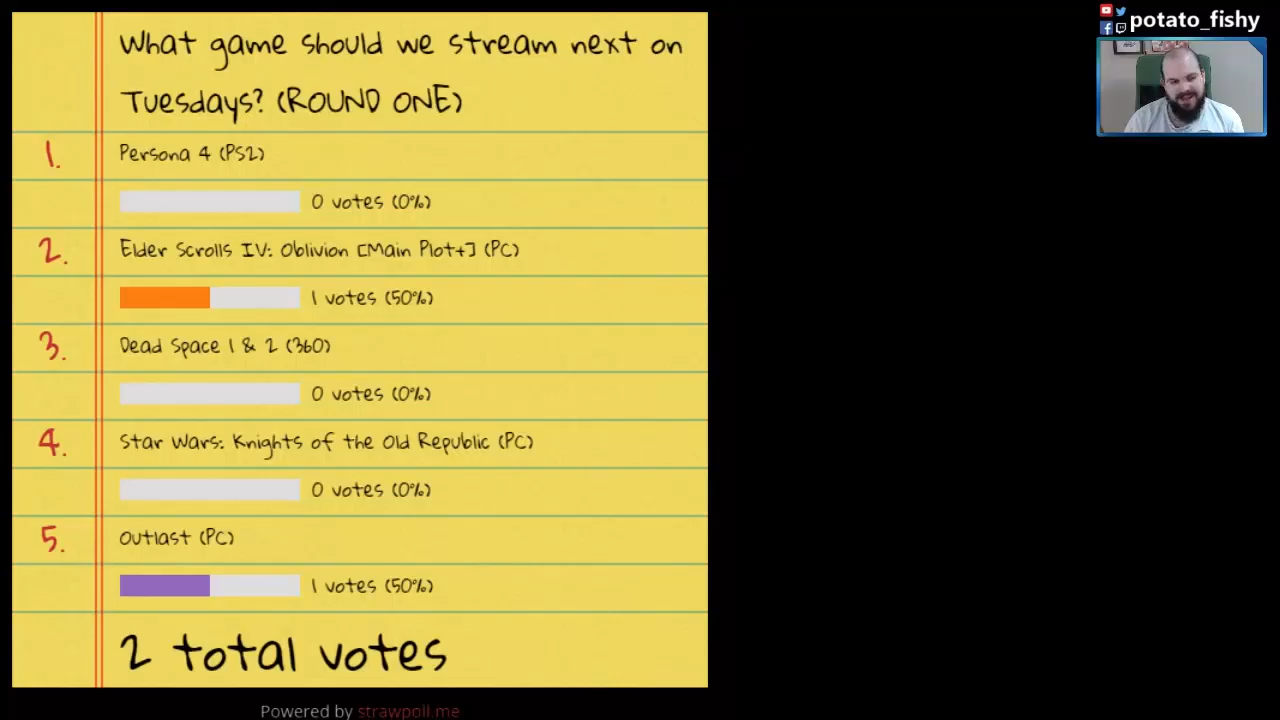 potato_fishy
What game should we stream next on
Tuesdays? (ROUND ONE)
1. Persona 4 (PS2)
0 votes (0%)
2. Elder Scrolls IV: Oblivion [Main Plot+] (PC)
1 votes (50%)
3. Dead Space 1 & 2 (360)
0 votes (0%)
4. Star Wars: Knights of the Old Republic (PC)
0 votes (0%)
5. Outlast (PC)
1 votes (50%)
2 total votes
Powered by strawpoll.me